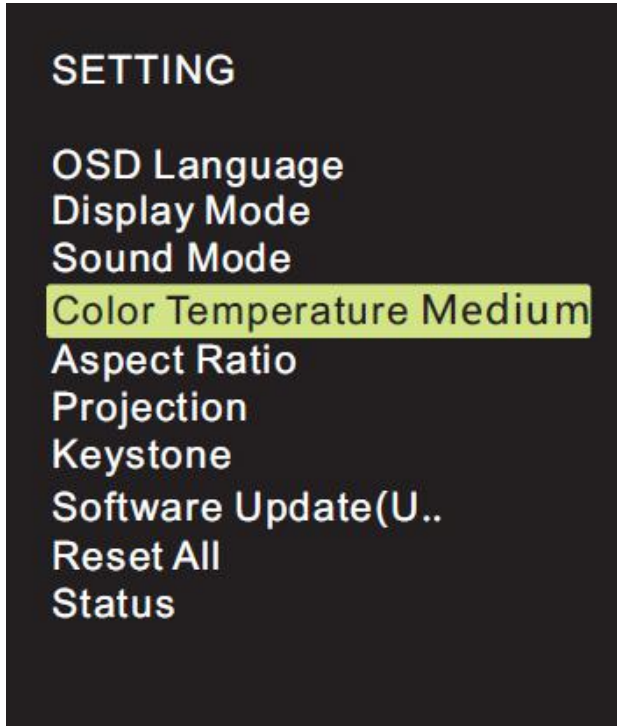 SETTING
OSD Language
Display Mode
Sound Mode
Color Temperature Medium
Aspect Ratio
Projection
Keystone
Software Update(U..
Reset All
Status